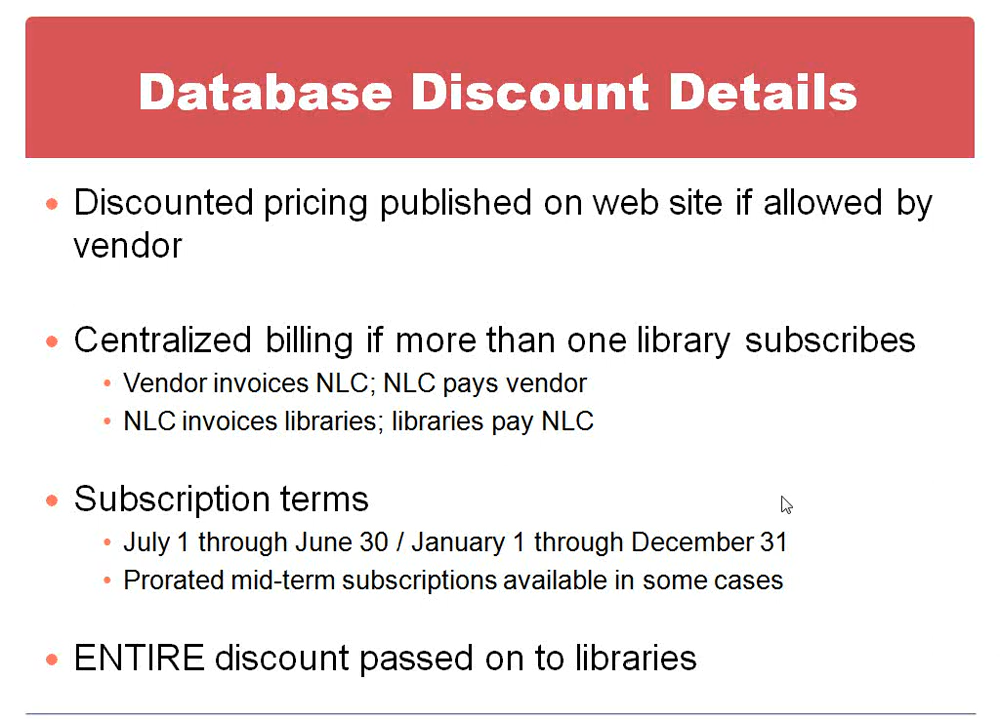 Database Discount Details
Discounted pricing published on web site if allowed by
vendor
Centralized billing if more than one library subscribes
Vendor invoices NLC; NLC pays vendor
NLC invoices libraries; libraries pay NLC
Subscription terms
July 1 through June 30 / January 1 through December 31
Prorated mid-term subscriptions available in some cases
ENTIRE discount passed on to libraries